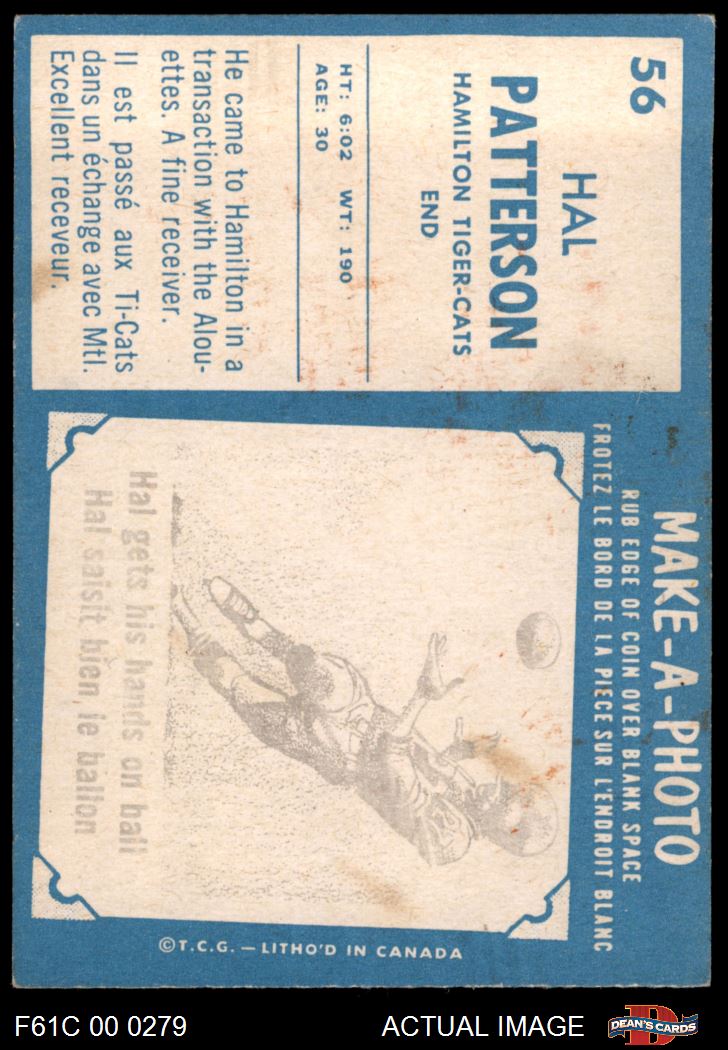 56
HAL
PATTERSON
HAMILTON TIGER-CATS
END
HT: 6:02 WT: 190
AGE: 30
He came to Hamilton in a
transaction with the Alou-
ettes. A fine receiver.
Il est passé aux Ti-Cats
dans un échange avec Mtl.
Excellent receveur.
MAKE-A-PHOTO
RUB EDGE OF COIN OVER BLANK SPACE
FROTEZ LE BORD DE LA PIECE SUR L'ENDROIT BLANC
Hal gets his hands on ball
Hal saisit bien le ballon
©T.C.G. — LITHO'D IN CANADA
F61C 00 0279
ACTUAL IMAGE
DEAN'S CARDS